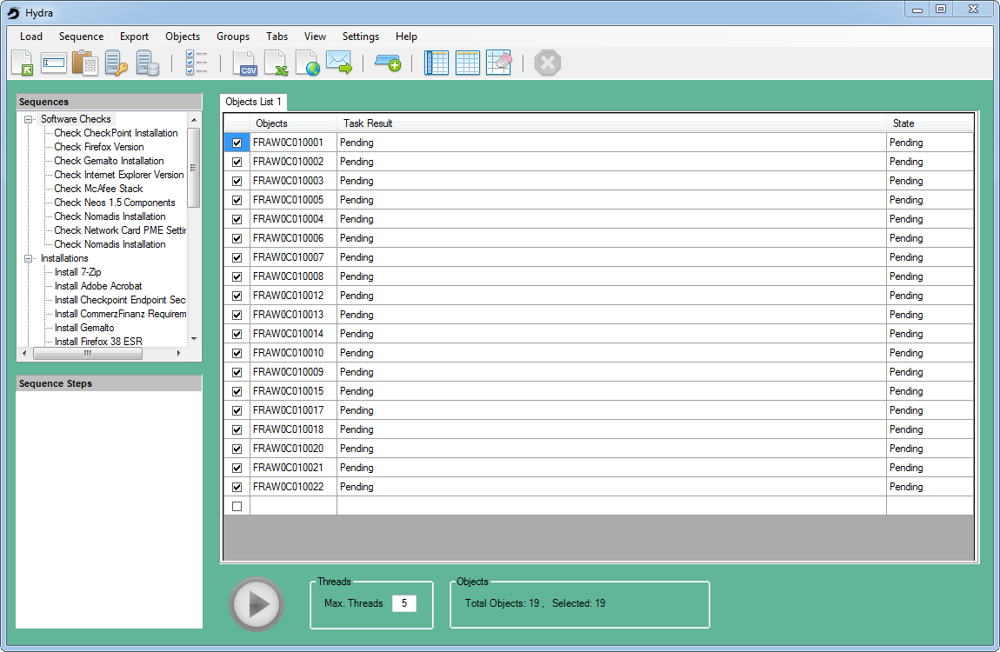 Hydra
Load Sequence Export Objects Groups Tabs View Settings Help
CSV
Sequences
Software Checks
Check CheckPoint Installation
Check Firefox Version
Check Gemalto Installation
Check Internet Explorer Version
Check McAfee Stack
Check Neos 1.5 Components
Check Nomadis Installation
Check Network Card PME Settin
Check Nomadis Installation
Installations
Install 7-Zip
Install Adobe Acrobat
Install Checkpoint Endpoint Sec
Install CommerzFinanz Requirem
Install Gemalto
Install Firefox 38 ESR
Sequence Steps
Objects List 1
Objects Task Result State
FRAW0C010001 Pending Pending
FRAW0C010002 Pending Pending
FRAW0C010003 Pending Pending
FRAW0C010005 Pending Pending
FRAW0C010004 Pending Pending
FRAW0C010006 Pending Pending
FRAW0C010007 Pending Pending
FRAW0C010008 Pending Pending
FRAW0C010012 Pending Pending
FRAW0C010013 Pending Pending
FRAW0C010014 Pending Pending
FRAW0C010010 Pending Pending
FRAW0C010009 Pending Pending
FRAW0C010015 Pending Pending
FRAW0C010017 Pending Pending
FRAW0C010018 Pending Pending
FRAW0C010020 Pending Pending
FRAW0C010021 Pending Pending
FRAW0C010022 Pending Pending
Threads
Max. Threads 5
Objects
Total Objects: 19 , Selected: 19